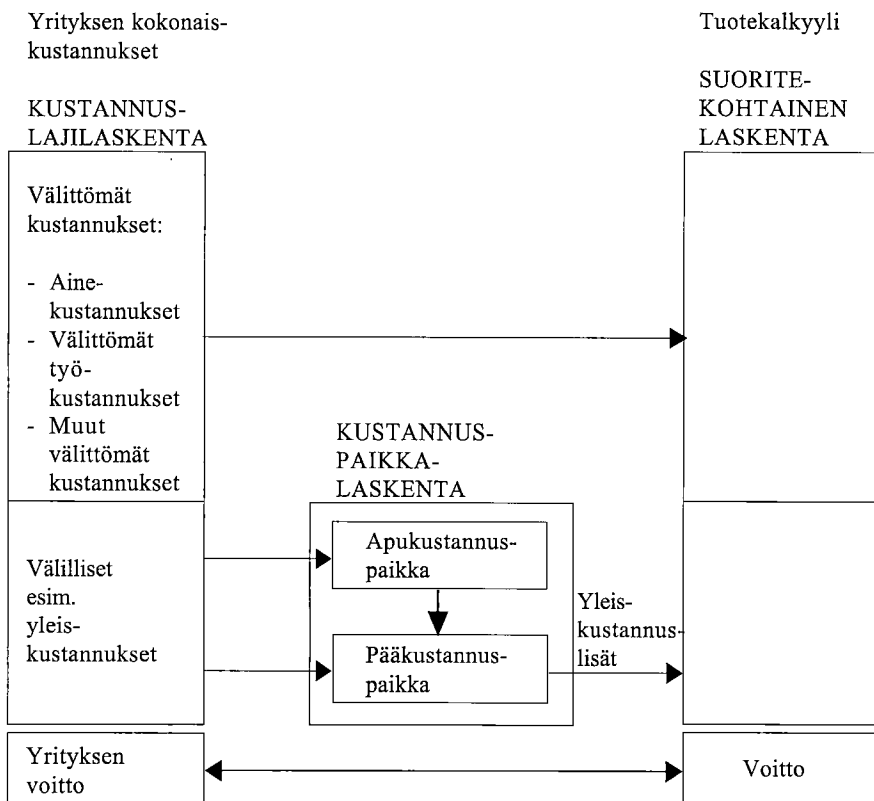 Yrityksen kokonais-
kustannukset
KUSTANNUS-
LAJILASKENTA
Välittömät
kustannukset:
- Aine-
kustannukset
- Välittömät
työ-
kustannukset
- Muut
välittömät
kustannukset
Välilliset
esim.
yleis-
kustannukset
Yrityksen
voitto
KUSTANNUS-
PAIKKA-
LASKENTA
Apukustannus-
paikka
Pääkustannus-
paikka
Yleis-
kustannus-
lisät
Tuotekalkyyli
SUORITE-
KOHTAINEN
LASKENTA
Voitto